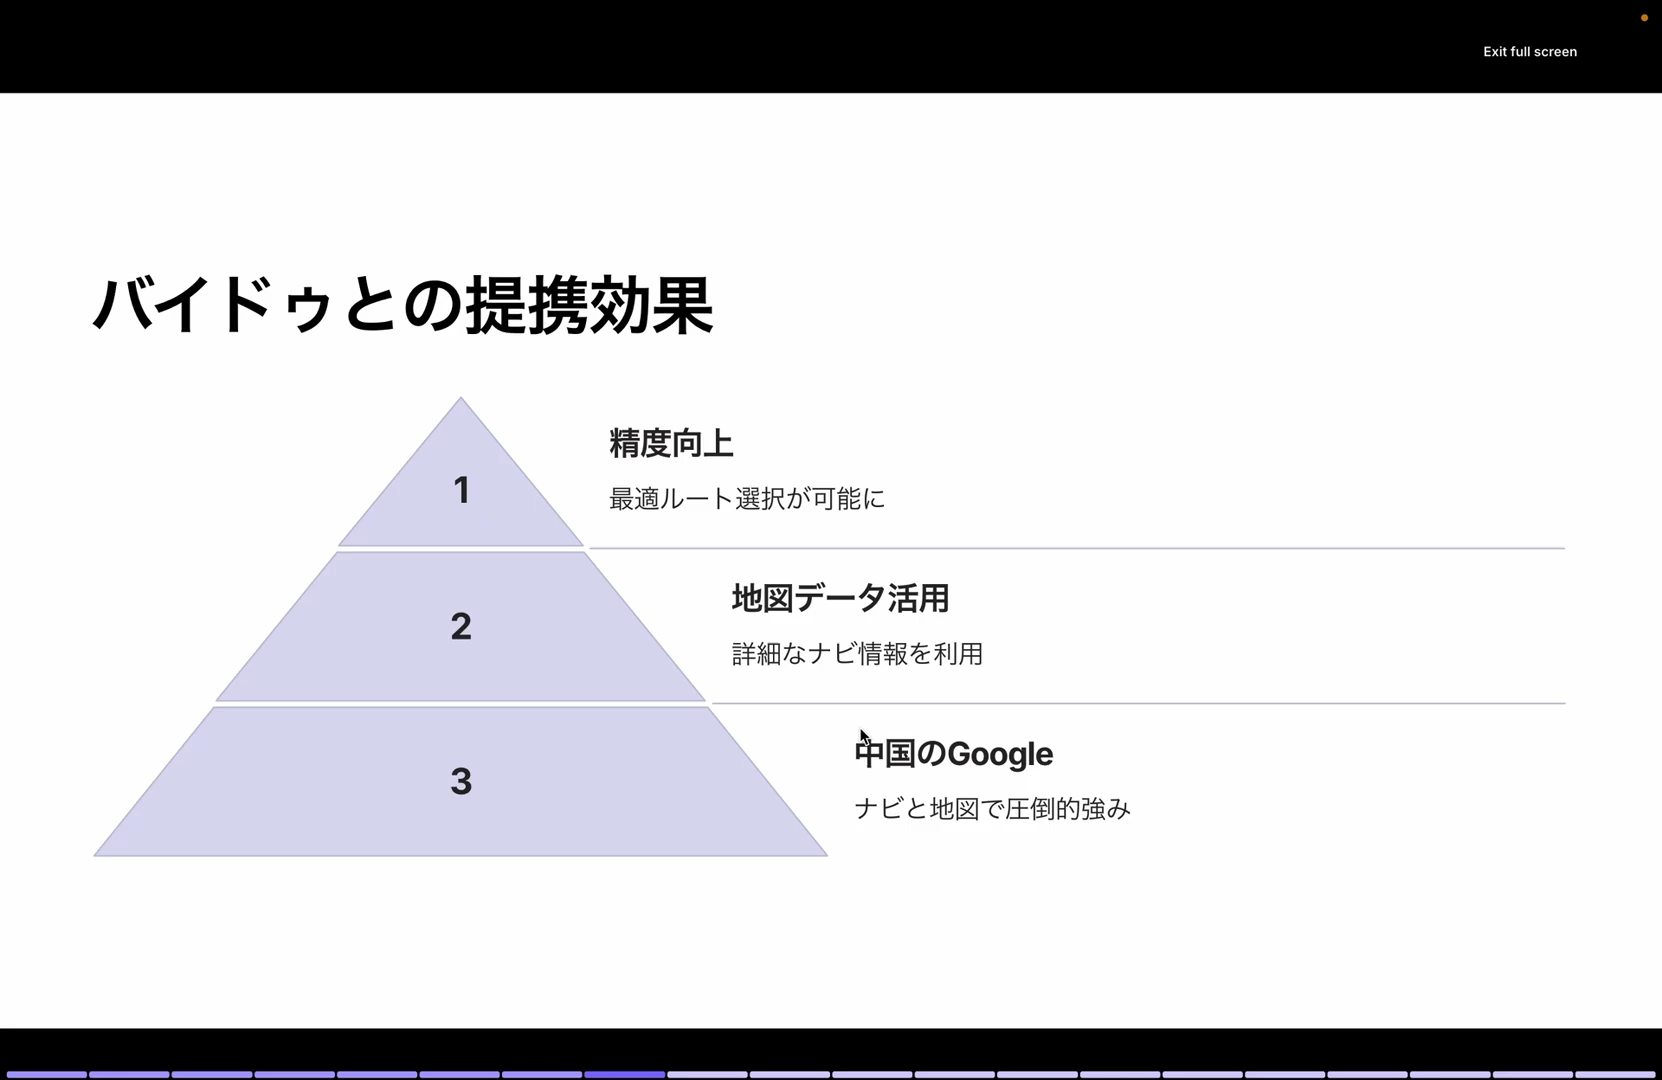 Exit full screen
バイドゥとの提携効果
1
精度向上
最適ルート選択が可能に
2
地図データ活用
詳細なナビ情報を利用
3
中国のGoogle
ナビと地図で圧倒的強み